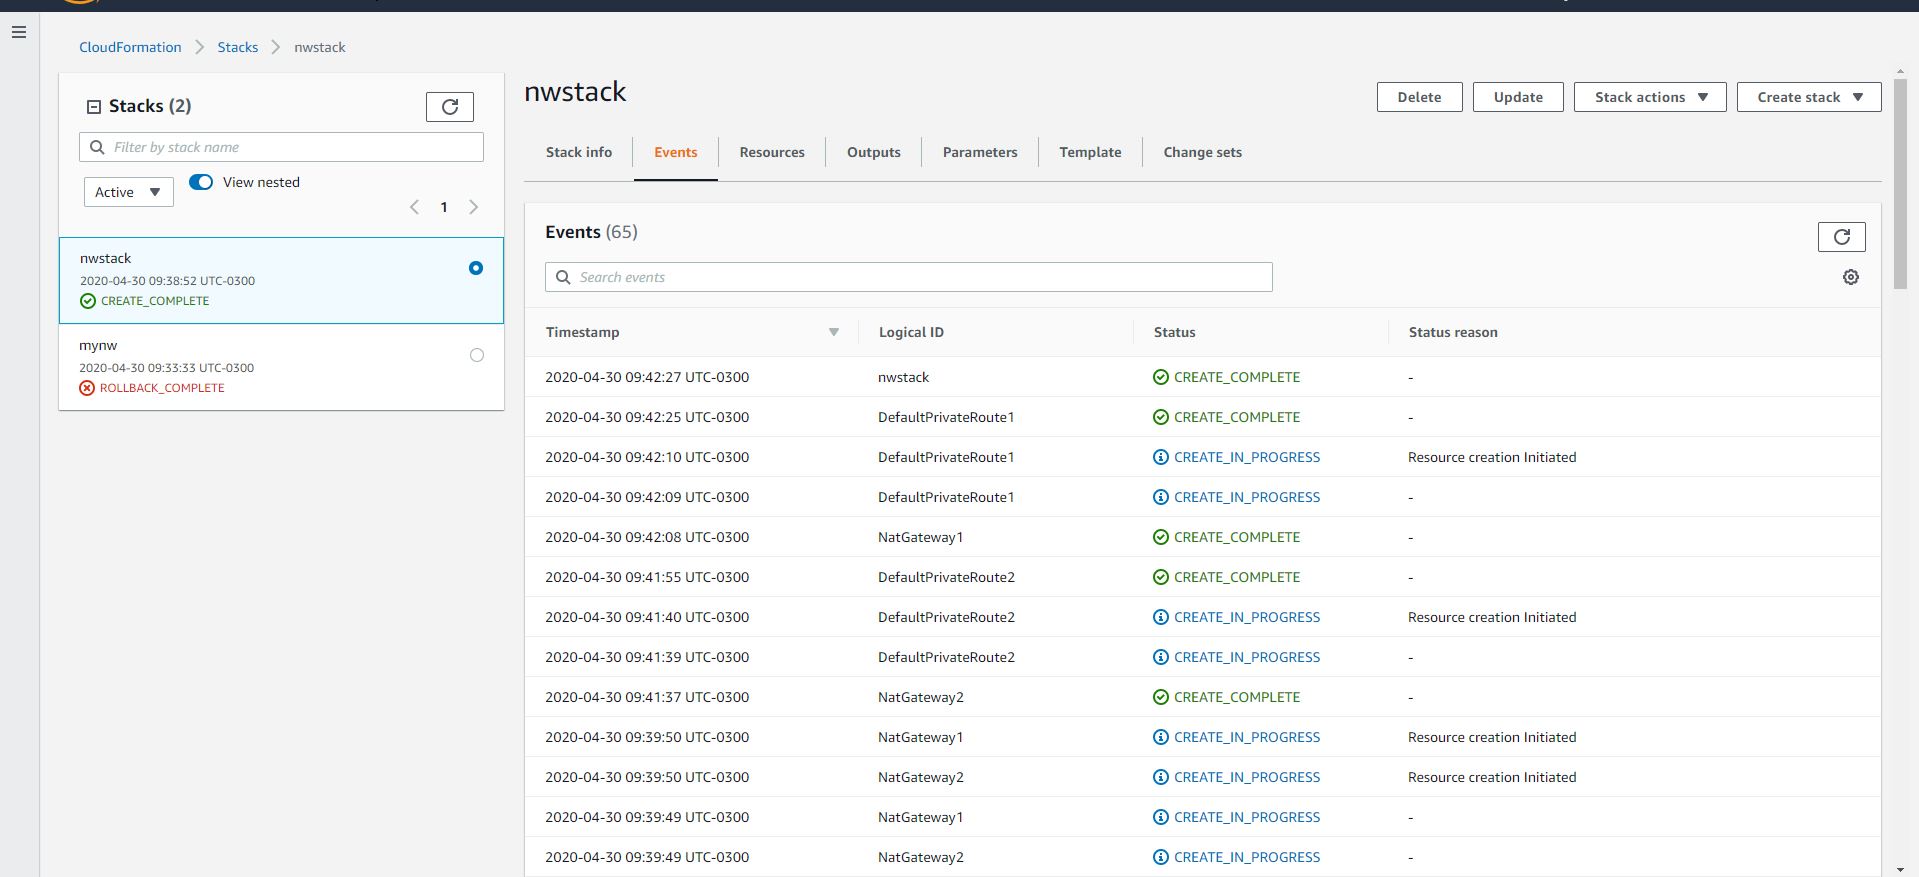 CloudFormation > Stacks > nwstack
Stacks (2)
Filter by stack name
Active
View nested
1
nwstack
2020-04-30 09:38:52 UTC-0300
CREATE_COMPLETE
mynw
2020-04-30 09:33:33 UTC-0300
ROLLBACK_COMPLETE
nwstack
Delete Update Stack actions Create stack
Stack info Events Resources Outputs Parameters Template Change sets
Events (65)
Search events
Timestamp Logical ID Status Status reason
2020-04-30 09:42:27 UTC-0300 nwstack CREATE_COMPLETE -
2020-04-30 09:42:25 UTC-0300 DefaultPrivateRoute1 CREATE_COMPLETE -
2020-04-30 09:42:10 UTC-0300 DefaultPrivateRoute1 CREATE_IN_PROGRESS Resource creation Initiated
2020-04-30 09:42:09 UTC-0300 DefaultPrivateRoute1 CREATE_IN_PROGRESS -
2020-04-30 09:42:08 UTC-0300 NatGateway1 CREATE_COMPLETE -
2020-04-30 09:41:55 UTC-0300 DefaultPrivateRoute2 CREATE_COMPLETE -
2020-04-30 09:41:40 UTC-0300 DefaultPrivateRoute2 CREATE_IN_PROGRESS Resource creation Initiated
2020-04-30 09:41:39 UTC-0300 DefaultPrivateRoute2 CREATE_IN_PROGRESS -
2020-04-30 09:41:37 UTC-0300 NatGateway2 CREATE_COMPLETE -
2020-04-30 09:39:50 UTC-0300 NatGateway1 CREATE_IN_PROGRESS Resource creation Initiated
2020-04-30 09:39:50 UTC-0300 NatGateway2 CREATE_IN_PROGRESS Resource creation Initiated
2020-04-30 09:39:49 UTC-0300 NatGateway1 CREATE_IN_PROGRESS -
2020-04-30 09:39:49 UTC-0300 NatGateway2 CREATE_IN_PROGRESS -